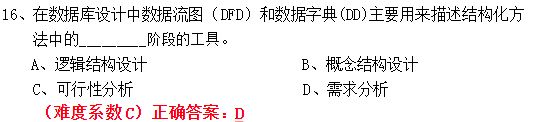 16、在数据库设计中数据流图（DFD）和数据字典(DD)主要用来描述结构化方
法中的________阶段的工具。
A、逻辑结构设计 B、概念结构设计
C、可行性分析 D、需求分析
（难度系数C）正确答案：D